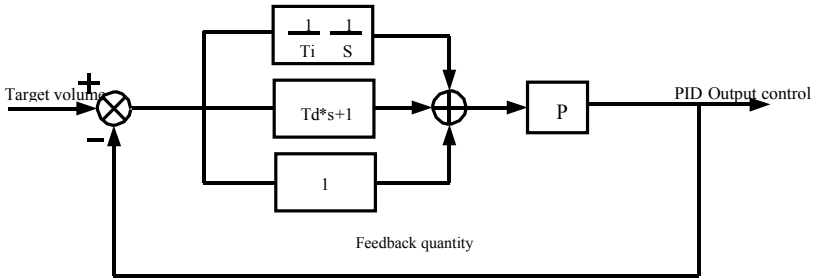 1 1
Ti S
+
Target volume
Td*s+1
P
PID Output control
−
1
Feedback quantity